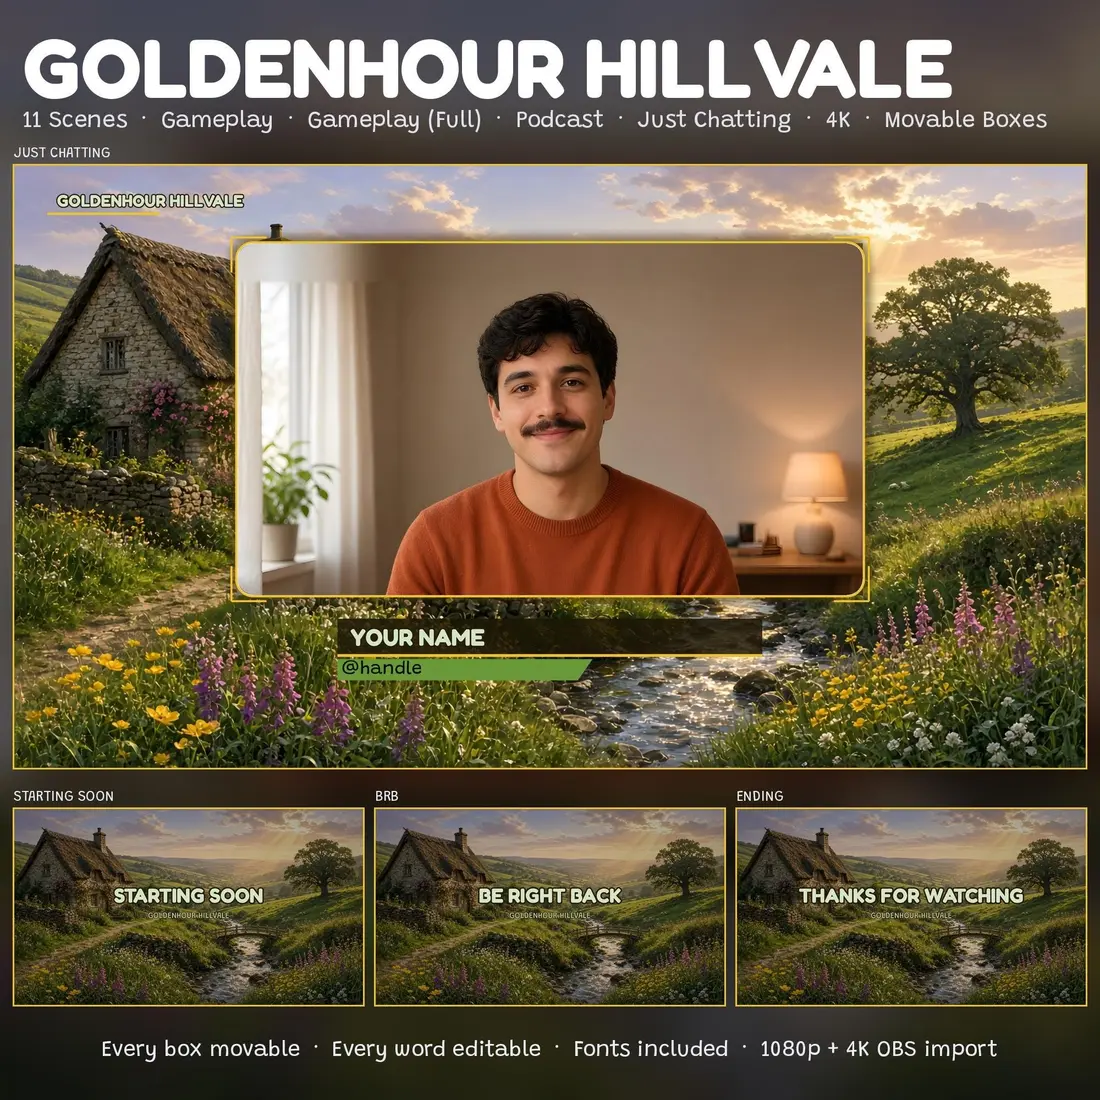 GOLDENHOUR HILLVALE
11 Scenes · Gameplay · Gameplay (Full) · Podcast · Just Chatting · 4K · Movable Boxes
JUST CHATTING
GOLDENHOUR HILLVALE
YOUR NAME
@handle
STARTING SOON
BRB
ENDING
STARTING SOON
GOLDENHOUR HILLVALE
BE RIGHT BACK
GOLDENHOUR HILLVALE
THANKS FOR WATCHING
GOLDENHOUR HILLVALE
Every box movable · Every word editable · Fonts included · 1080p + 4K OBS import